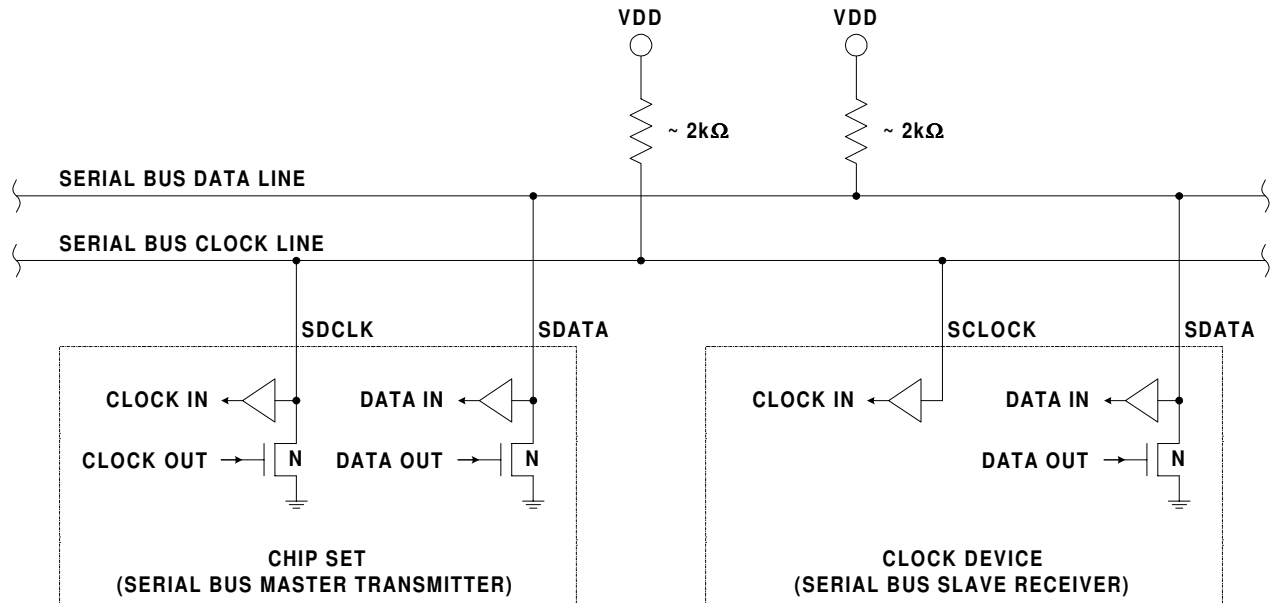 VDD
VDD
~ 2kΩ
~ 2kΩ
SERIAL BUS DATA LINE
SERIAL BUS CLOCK LINE
SDCLK
SDATA
SCLOCK
SDATA
CLOCK IN
DATA IN
CLOCK IN
DATA IN
CLOCK OUT
N
DATA OUT
N
DATA OUT
N
CHIP SET
(SERIAL BUS MASTER TRANSMITTER)
CLOCK DEVICE
(SERIAL BUS SLAVE RECEIVER)